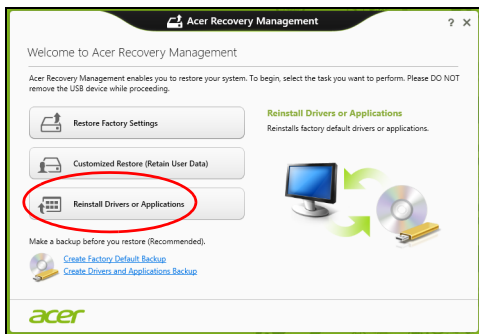 Acer Recovery Management
? ×
Welcome to Acer Recovery Management
Acer Recovery Management enables you to restore your system. To begin, select the task you want to perform. Please DO NOT
remove the USB device while proceeding.
Restore Factory Settings
Customized Restore (Retain User Data)
Reinstall Drivers or Applications
Reinstall Drivers or Applications
Reinstalls factory default drivers or applications.
Make a backup before you restore (Recommended).
Create Factory Default Backup
Create Drivers and Applications Backup
acer